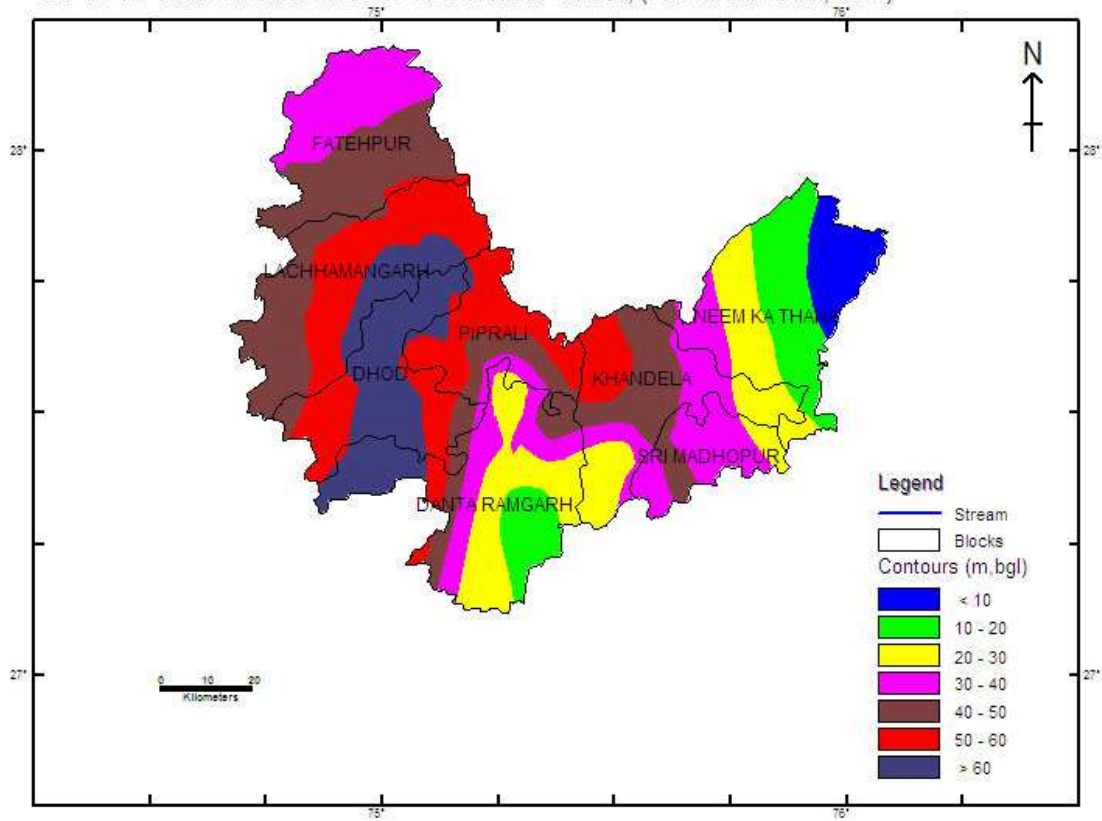 75°
76°
N
28°
28°
FATEHPUR
LACHHAMANGARH
NEEM KA THANA
PIPRALI
DHOD
KHANDELA
SRI MADHOPUR
DANTA RAMGARH
Legend
Stream
Blocks
Contours (m,bgl)
< 10
10 - 20
20 - 30
30 - 40
40 - 50
50 - 60
> 60
27°
27°
0 10 20
Kilometers
75°
76°